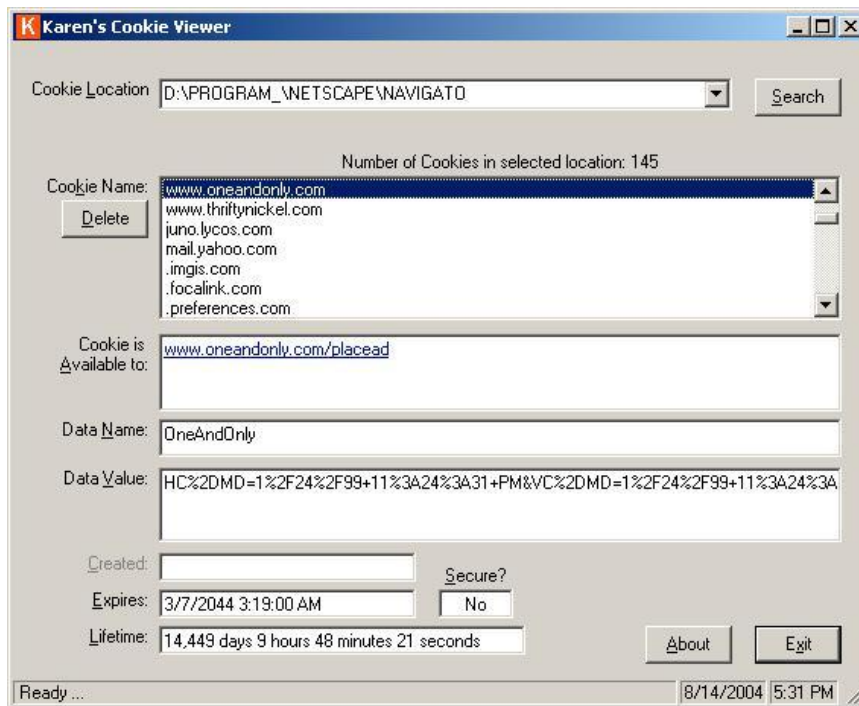 K Karen's Cookie Viewer
Cookie Location D:\PROGRAM_\NETSCAPE\NAVIGATO Search
Number of Cookies in selected location: 145
Cookie Name:
Delete
www.oneandonly.com
www.thriftynickel.com
juno.lycos.com
mail.yahoo.com
.imgis.com
.focalink.com
.preferences.com
Cookie is
Available to:
www.oneandonly.com/placead
Data Name: OneAndOnly
Data Value: HC%2DMD=1%2F24%2F99+11%3A24%3A31+PM&VC%2DMD=1%2F24%2F99+11%3A24%3A
Created:
Secure?
Expires: 3/7/2044 3:19:00 AM No
Lifetime: 14,449 days 9 hours 48 minutes 21 seconds About Exit
Ready ... 8/14/2004 5:31 PM